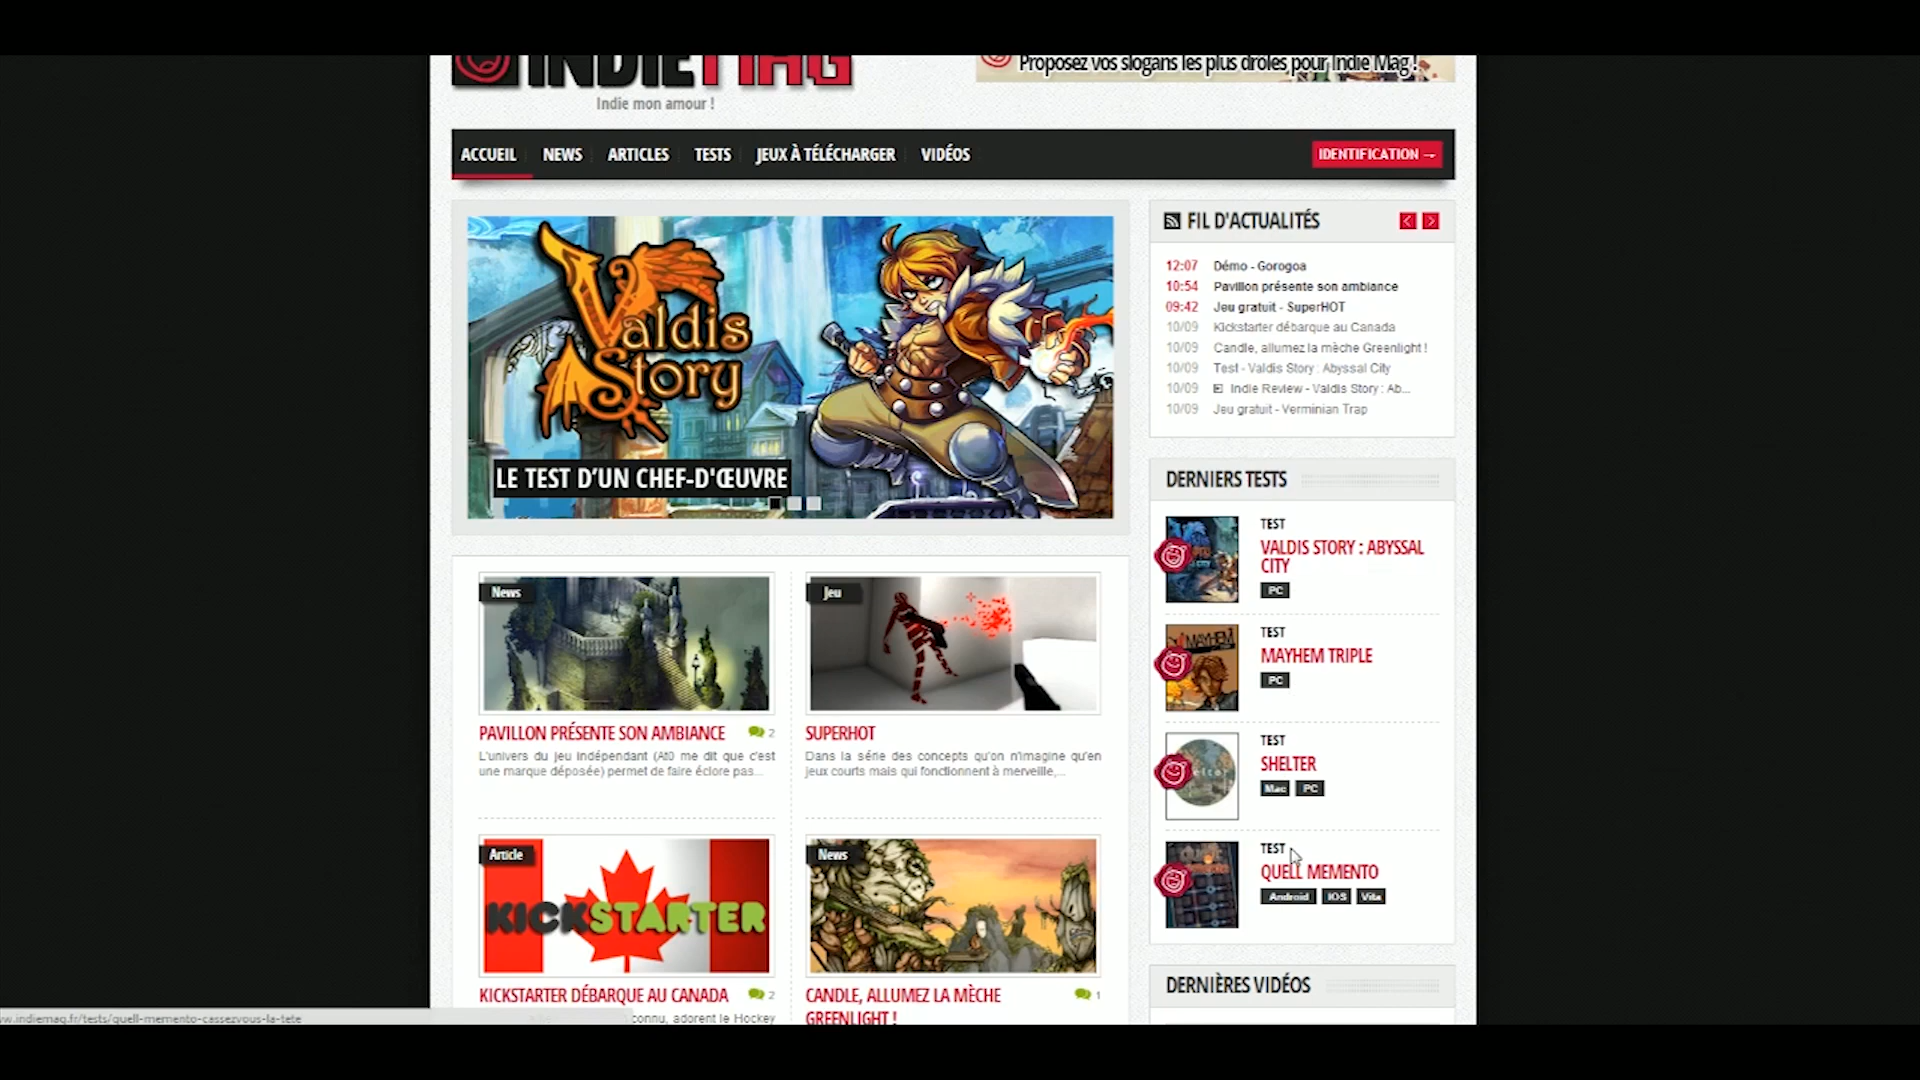 INDIEMAG
Indie mon amour !
Proposez vos slogans les plus drôles pour Indie Mag !
ACCUEIL
NEWS
ARTICLES
TESTS
JEUX À TÉLÉCHARGER
VIDÉOS
IDENTIFICATION →
Valdis
Story
LE TEST D'UN CHEF-D'ŒUVRE
FIL D'ACTUALITÉS
12:07 Démo - Gorogoa
10:54 Pavillon présente son ambiance
09:42 Jeu gratuit - SuperHOT
10/09 Kickstarter débarque au Canada
10/09 Candle, allumez la mèche Greenlight !
10/09 Test - Valdis Story : Abyssal City
10/09 Indie Review - Valdis Story : Ab...
10/09 Jeu gratuit - Verminian Trap
DERNIERS TESTS
TEST
VALDIS STORY : ABYSSAL
CITY
PC
MAYHEM
TEST
MAYHEM TRIPLE
PC
TEST
SHELTER
Mac PC
TEST
QUELL MEMENTO
Android iOS Vita
DERNIÈRES VIDÉOS
News
PAVILLON PRÉSENTE SON AMBIANCE 2
L'univers du jeu indépendant (At0 me dit que c'est
une marque déposée) permet de faire éclore pas...
Jeu
SUPERHOT
Dans la série des concepts qu'on n'imagine qu'en
jeux courts mais qui fonctionnent à merveille,...
Article
KICKSTARTER
KICKSTARTER DÉBARQUE AU CANADA 2
connu, adorent le Hockey
News
CANDLE, ALLUMEZ LA MÈCHE 1
GREENLIGHT !
w.indiemag.fr/tests/quell-memento-cassezvous-la-tete